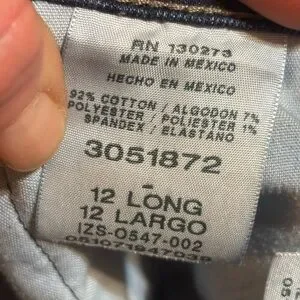 RN 130273
MADE IN MEXICO
HECHO EN MEXICO
92% COTTON / ALGODON 7%
POLYESTER / POLIESTER 1%
SPANDEX / ELASTANO
3051872
12 LONG
12 LARGO
IZS-0547-002